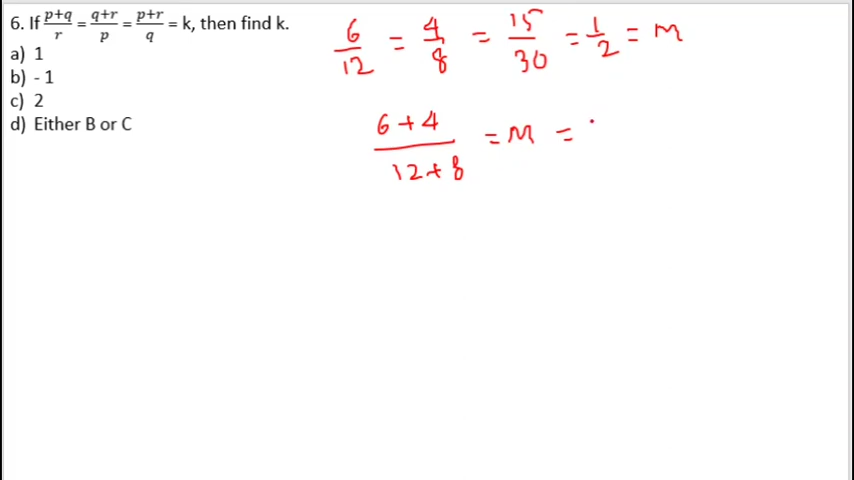 6. If p+q/r = q+r/p = p+r/q = k, then find k.
a) 1
b) - 1
c) 2
d) Either B or C
6/12 = 4/8 = 15/30 = 1/2 = m
6 + 4/12 + 8 = m =